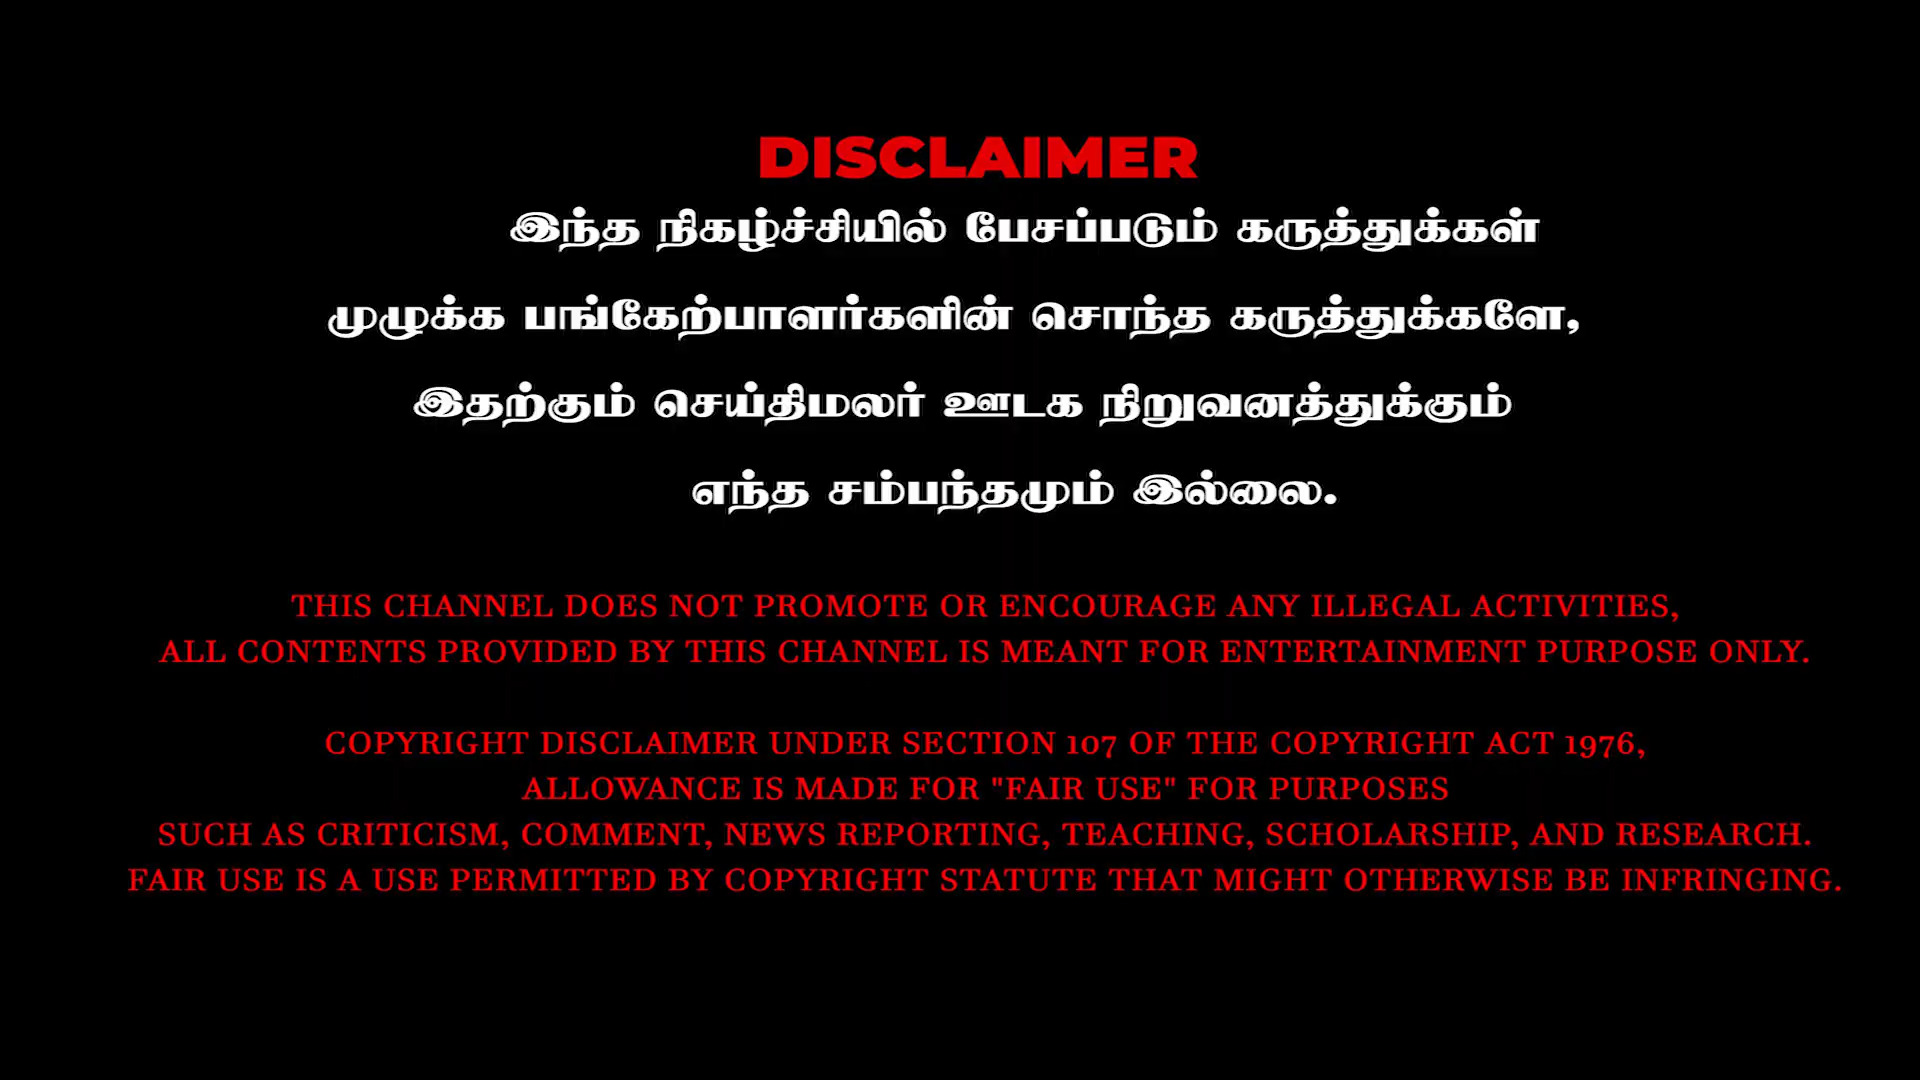 DISCLAIMER
இந்த நிகழ்ச்சியில் பேசப்படும் கருத்துக்கள்
முழுக்க பங்கேற்பாளர்களின் சொந்த கருத்துக்களே,
இதற்கும் செய்திமலர் ஊடக நிறுவனத்துக்கும்
எந்த சம்பந்தமும் இல்லை.
THIS CHANNEL DOES NOT PROMOTE OR ENCOURAGE ANY ILLEGAL ACTIVITIES,
ALL CONTENTS PROVIDED BY THIS CHANNEL IS MEANT FOR ENTERTAINMENT PURPOSE ONLY.
COPYRIGHT DISCLAIMER UNDER SECTION 107 OF THE COPYRIGHT ACT 1976,
ALLOWANCE IS MADE FOR "FAIR USE" FOR PURPOSES
SUCH AS CRITICISM, COMMENT, NEWS REPORTING, TEACHING, SCHOLARSHIP, AND RESEARCH.
FAIR USE IS A USE PERMITTED BY COPYRIGHT STATUTE THAT MIGHT OTHERWISE BE INFRINGING.